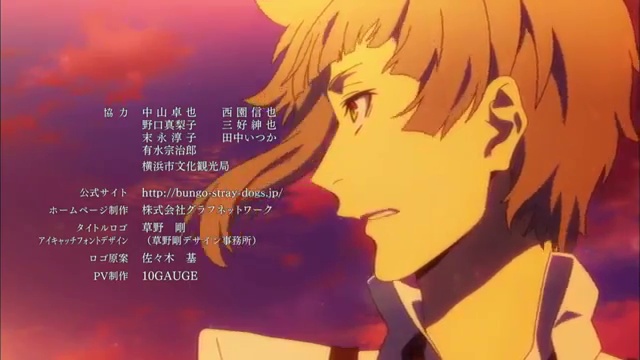 協力 中山卓也 西園信也
野口真梨子 三好紳也
末永淳子 田中いつか
有水宗治郎
横浜市文化観光局
公式サイト http://bungo-stray-dogs.jp/
ホームページ制作 株式会社グラフネットワーク
タイトルロゴ 草野 剛
アイキャッチフォントデザイン （草野剛デザイン事務所）
ロゴ原案 佐々木 基
PV制作 10GAUGE